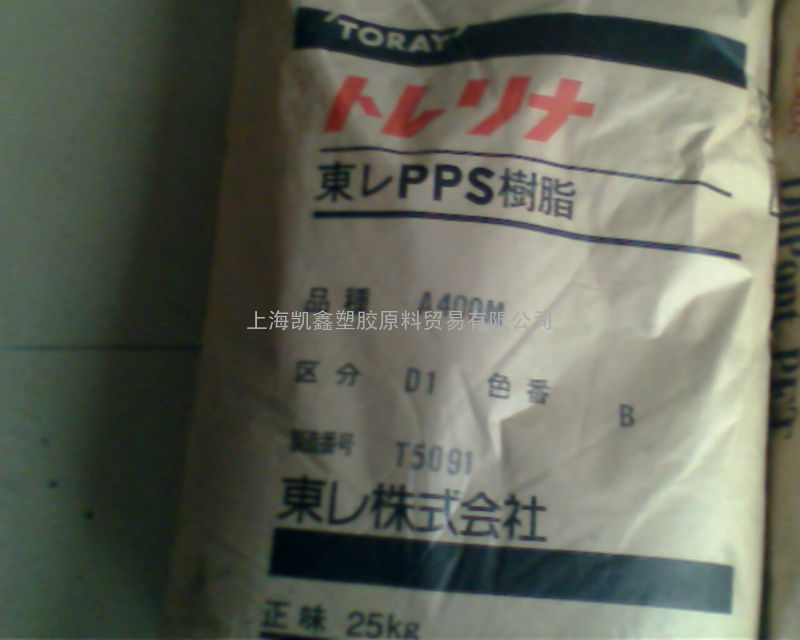 TORAY
トレリナ
東レPPS樹脂
品種 A400M
上海凯鑫塑胶原料贸易有限公司
区分 D1 色番 B
製造番号 T5091
東レ株式会社
正味 25kg
DuPont PET